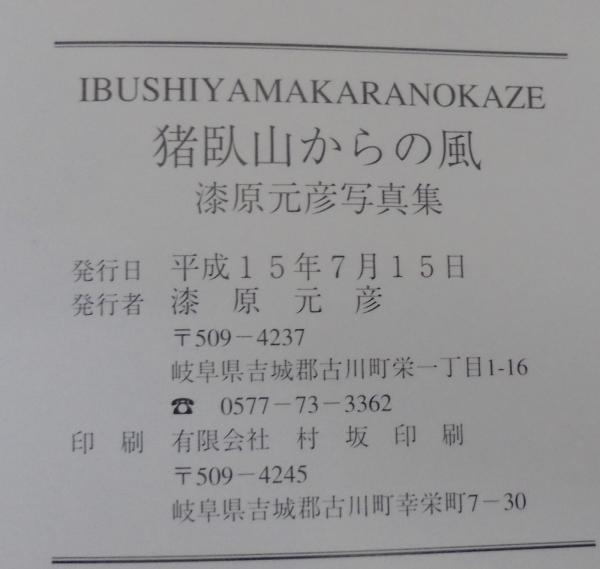 IBUSHIYAMAKARANOKAZE
猪臥山からの風
漆原元彦写真集
発行日 平成１５年７月１５日
発行者 漆原元彦
〒509－4237
岐阜県吉城郡古川町栄一丁目1-16
☎ 0577－73－3362
印刷 有限会社 村坂印刷
〒509－4245
岐阜県吉城郡古川町幸栄町7－30